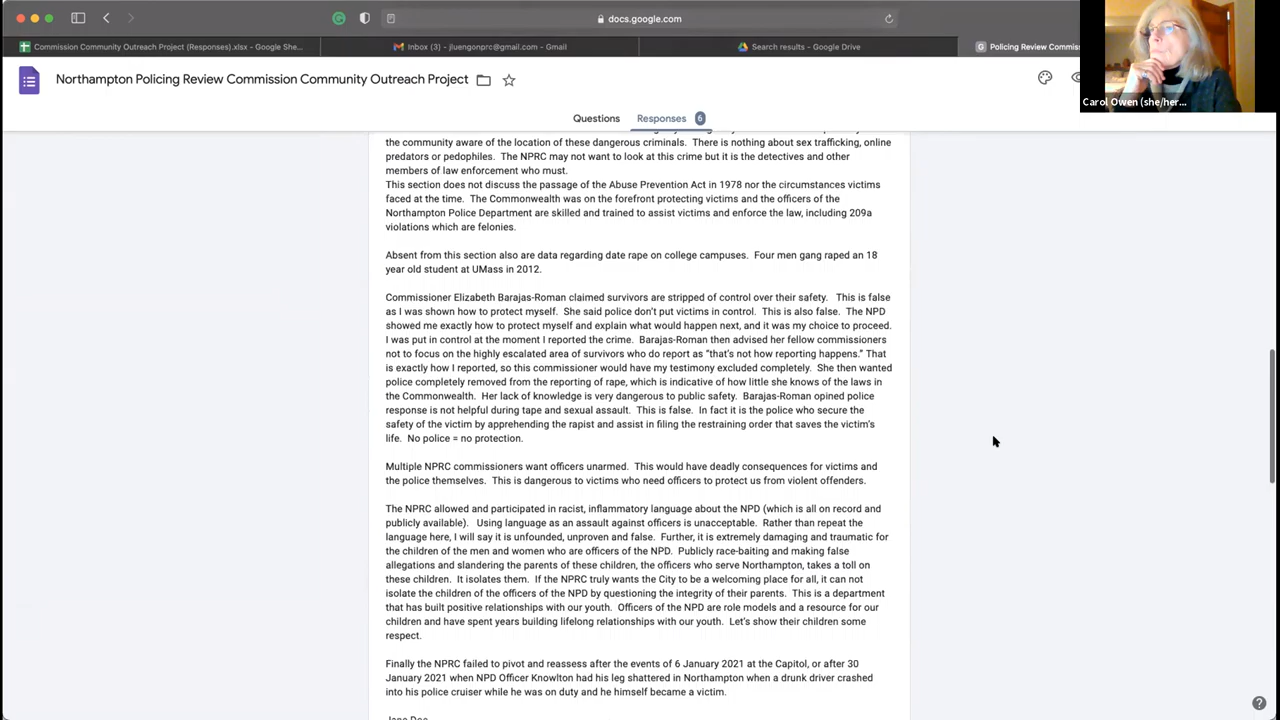 docs.google.com
Commission Community Outreach Project (Responses).xlsx - Google She...
Inbox (3) - jluengonprc@gmail.com - Gmail
Search results - Google Drive
Policing Review Commiss
Northampton Policing Review Commission Community Outreach Project
Carol Owen (she/her...
Questions
Responses 6
the community aware of the location of these dangerous criminals.  There is nothing about sex trafficking, online
predators or pedophiles.  The NPRC may not want to look at this crime but it is the detectives and other
members of law enforcement who must.
This section does not discuss the passage of the Abuse Prevention Act in 1978 nor the circumstances victims
faced at the time.  The Commonwealth was on the forefront protecting victims and the officers of the
Northampton Police Department are skilled and trained to assist victims and enforce the law, including 209a
violations which are felonies.
Absent from this section also are data regarding date rape on college campuses.  Four men gang raped an 18
year old student at UMass in 2012.
Commissioner Elizabeth Barajas-Roman claimed survivors are stripped of control over their safety.   This is false
as I was shown how to protect myself.  She said police don't put victims in control.  This is also false.  The NPD
showed me exactly how to protect myself and explain what would happen next, and it was my choice to proceed.
I was put in control at the moment I reported the crime.  Barajas-Roman then advised her fellow commissioners
not to focus on the highly escalated area of survivors who do report as "that's not how reporting happens." That
is exactly how I reported, so this commissioner would have my testimony excluded completely.  She then wanted
police completely removed from the reporting of rape, which is indicative of how little she knows of the laws in
the Commonwealth.  Her lack of knowledge is very dangerous to public safety.  Barajas-Roman opined police
response is not helpful during tape and sexual assault.  This is false.  In fact it is the police who secure the
safety of the victim by apprehending the rapist and assist in filing the restraining order that saves the victim's
life.  No police = no protection.
Multiple NPRC commissioners want officers unarmed.  This would have deadly consequences for victims and
the police themselves.  This is dangerous to victims who need officers to protect us from violent offenders.
The NPRC allowed and participated in racist, inflammatory language about the NPD (which is all on record and
publicly available).   Using language as an assault against officers is unacceptable.  Rather than repeat the
language here, I will say it is unfounded, unproven and false.  Further, it is extremely damaging and traumatic for
the children of the men and women who are officers of the NPD.  Publicly race-baiting and making false
allegations and slandering the parents of these children, the officers who serve Northampton, takes a toll on
these children.  It isolates them.  If the NPRC truly wants the City to be a welcoming place for all, it can not
isolate the children of the officers of the NPD by questioning the integrity of their parents.  This is a department
that has built positive relationships with our youth.  Officers of the NPD are role models and a resource for our
children and have spent years building lifelong relationships with our youth.  Let's show their children some
respect.
Finally the NPRC failed to pivot and reassess after the events of 6 January 2021 at the Capitol, or after 30
January 2021 when NPD Officer Knowlton had his leg shattered in Northampton when a drunk driver crashed
into his police cruiser while he was on duty and he himself became a victim.
Jane Doe